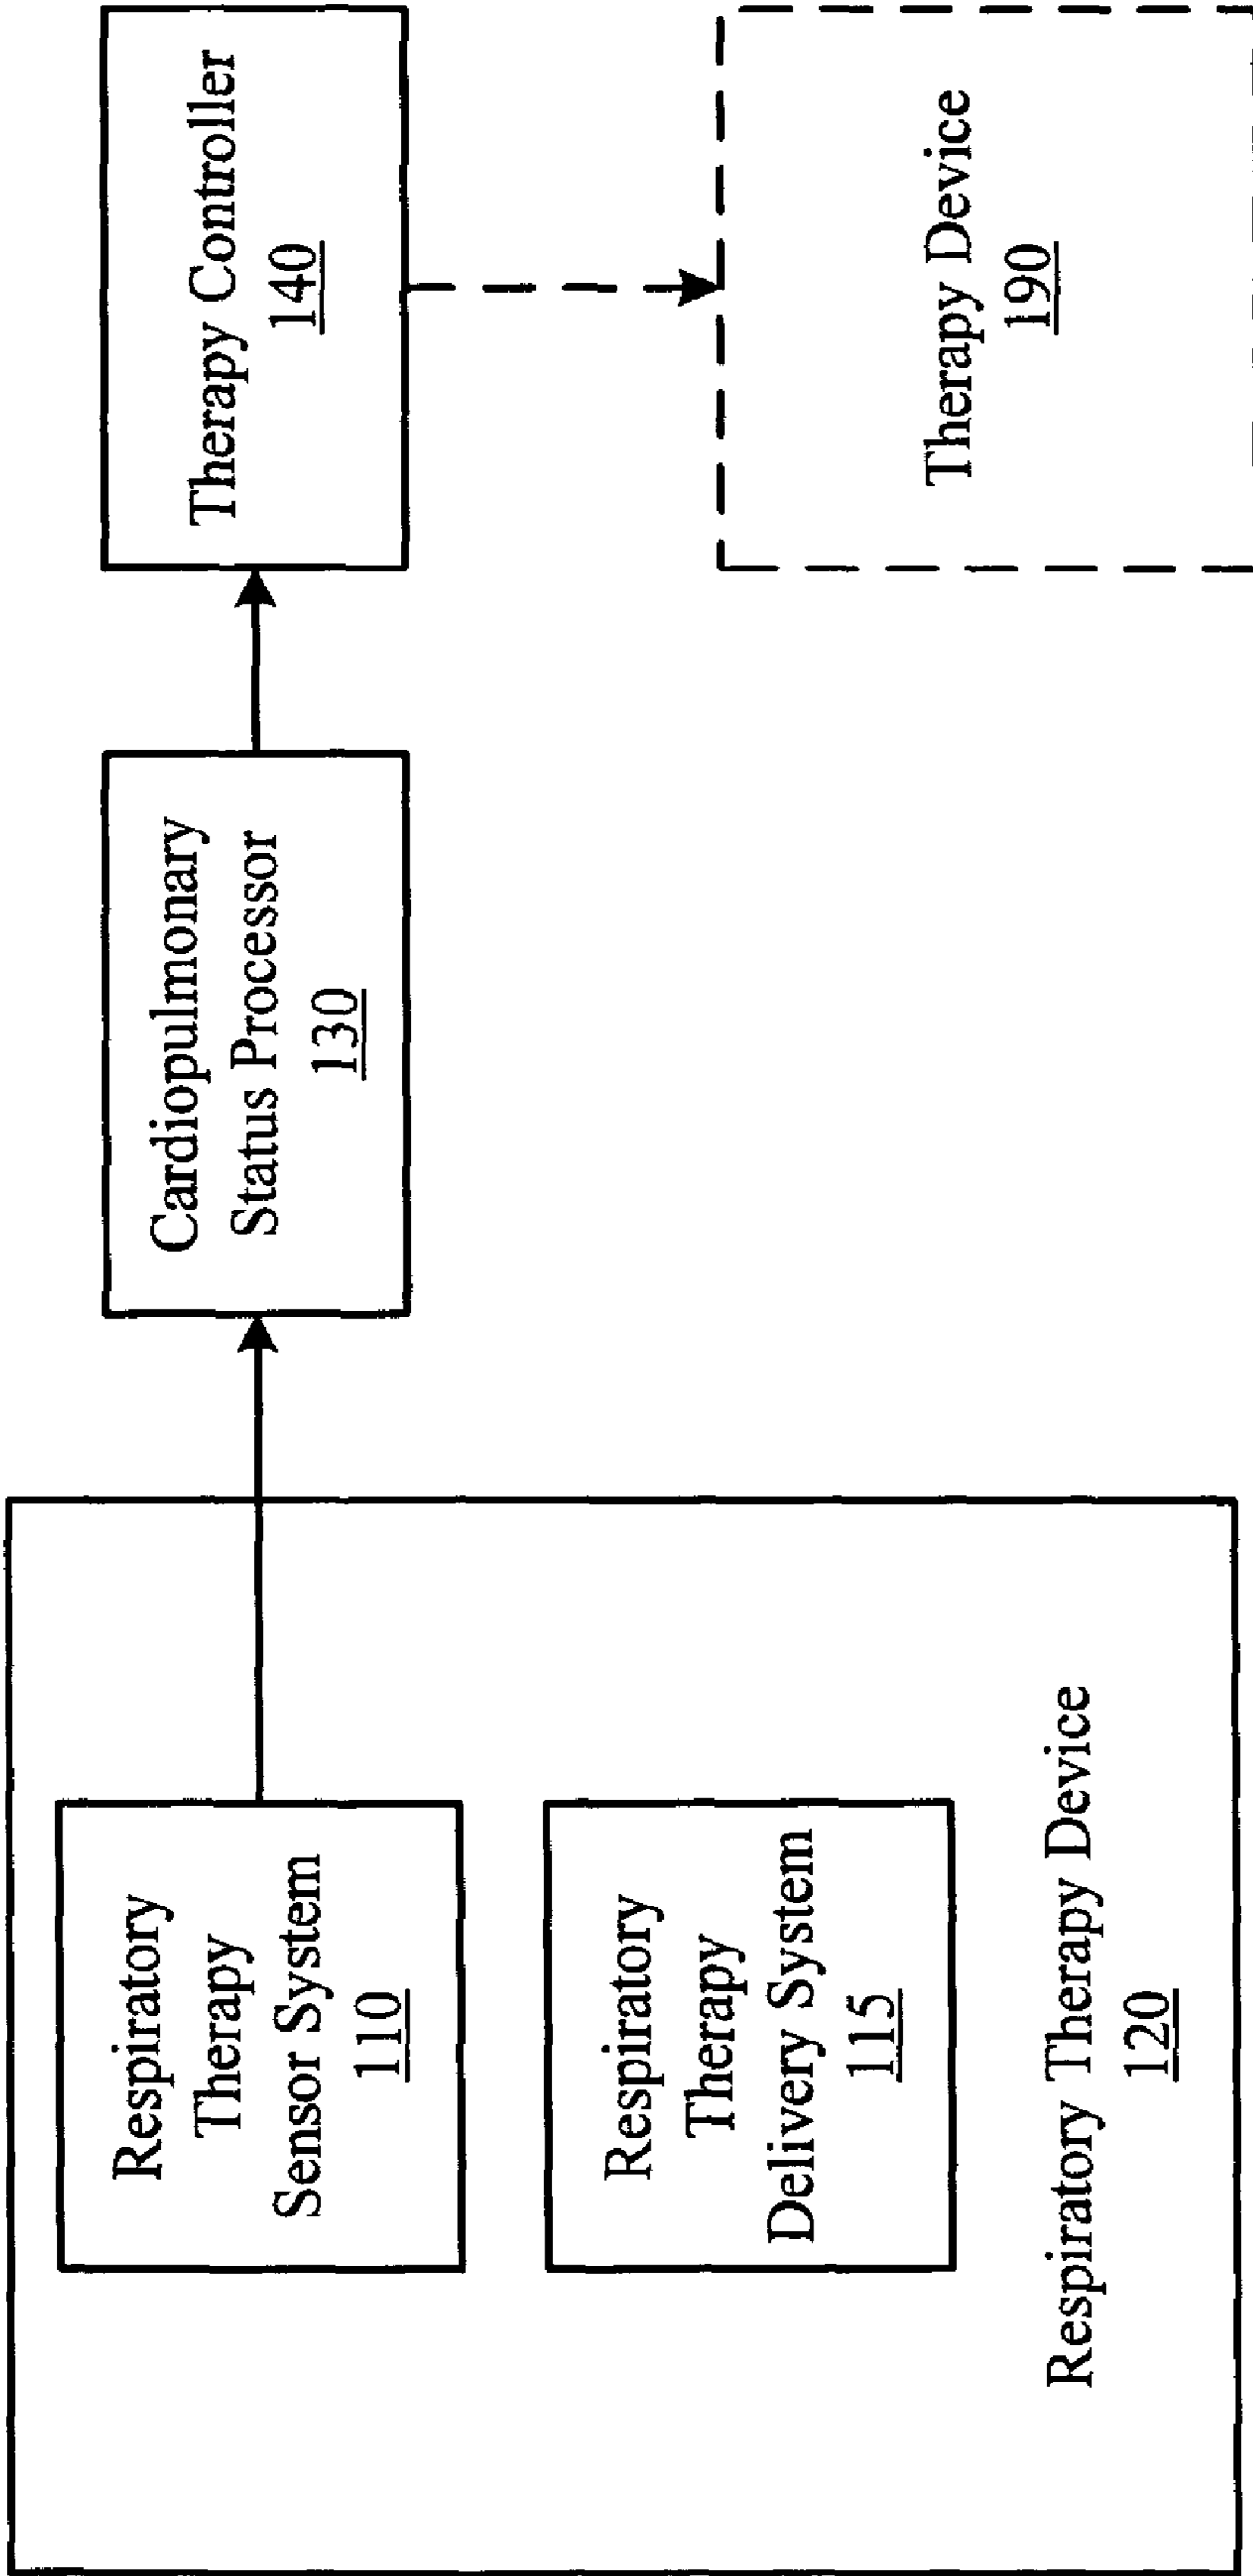 Respiratory
Therapy
Sensor System
110
Respiratory
Therapy
Delivery System
115
Respiratory Therapy Device
120
Cardiopulmonary
Status Processor
130
Therapy Controller
140
Therapy Device
190